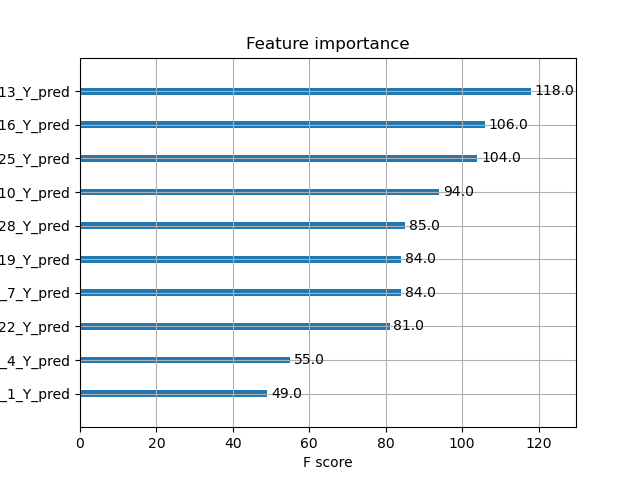 Feature importance
13_Y_pred 118.0
16_Y_pred 106.0
25_Y_pred 104.0
10_Y_pred 94.0
28_Y_pred 85.0
19_Y_pred 84.0
_7_Y_pred 84.0
22_Y_pred 81.0
_4_Y_pred 55.0
_1_Y_pred 49.0
0 20 40 60 80 100 120
F score